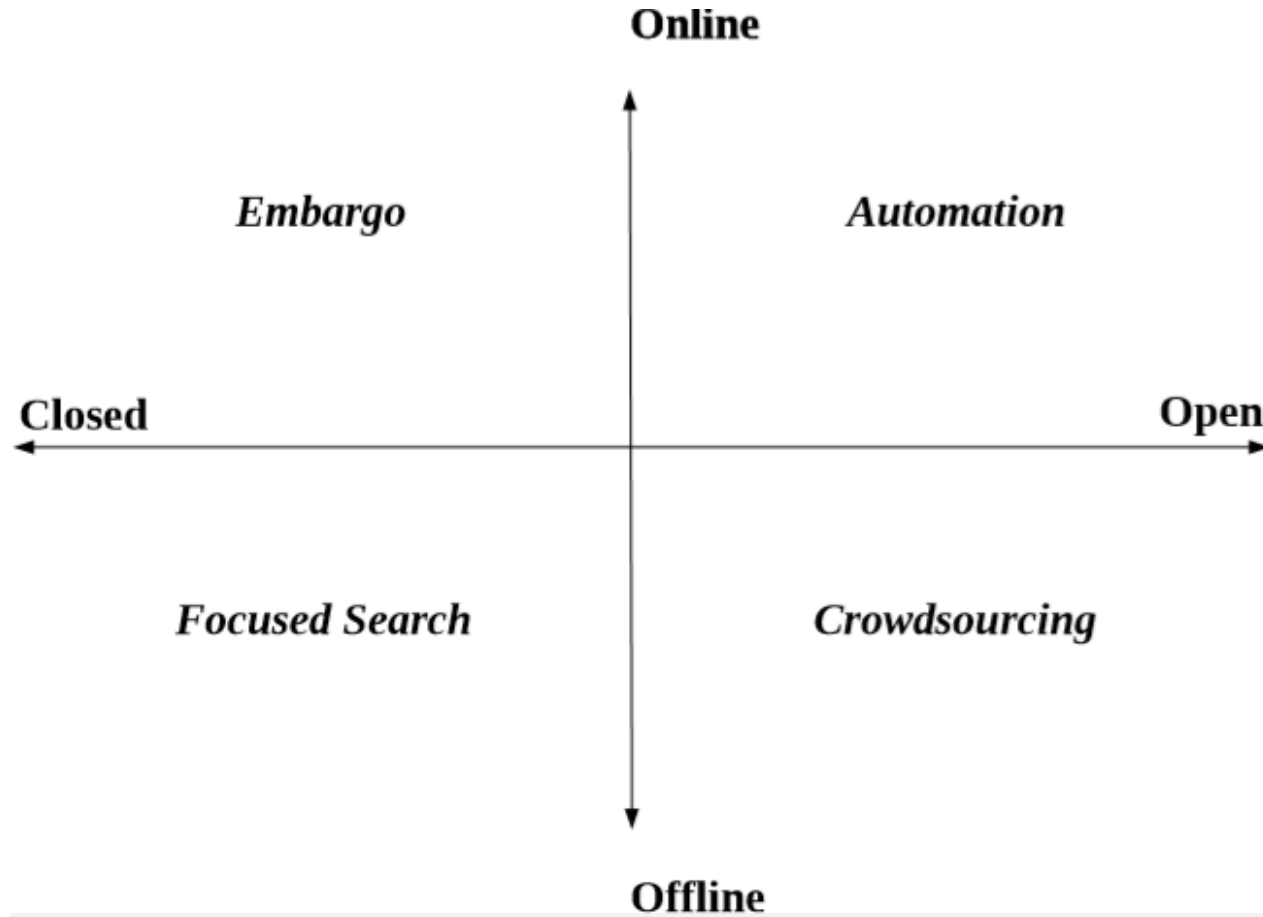 Online
Embargo
Automation
Closed
Open
Focused Search
Crowdsourcing
Offline